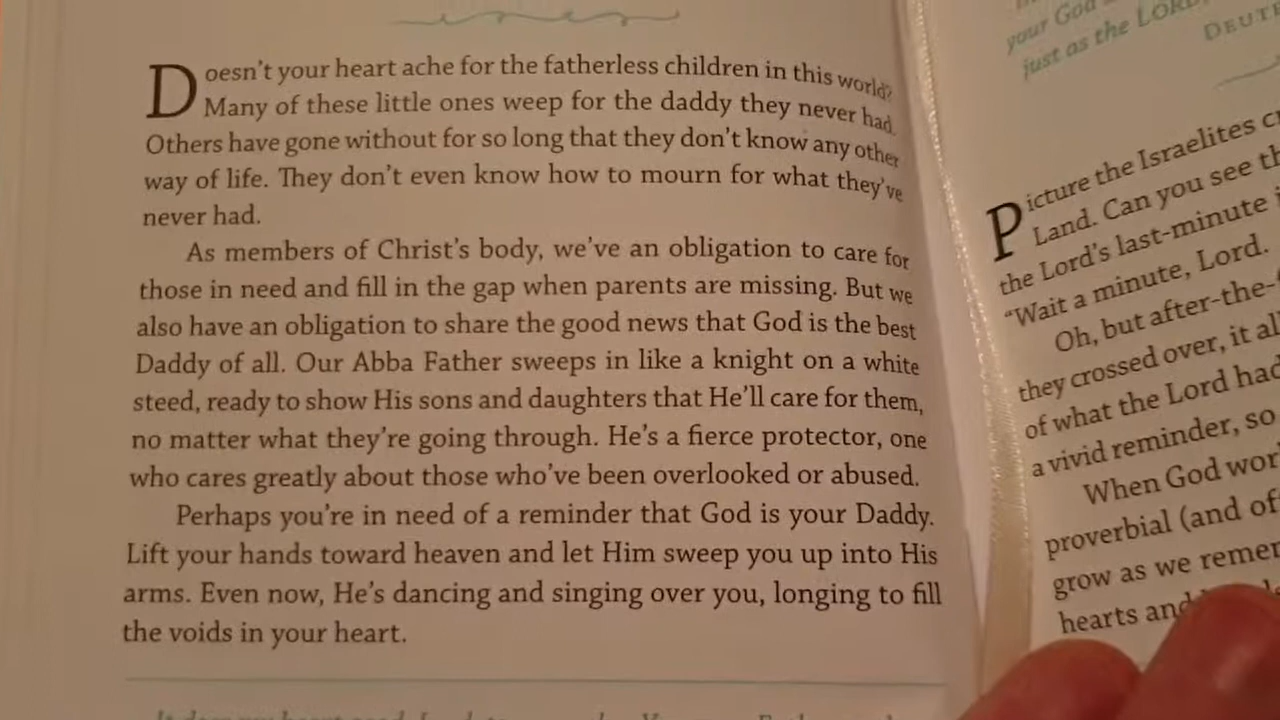 Doesn't your heart ache for the fatherless children in this world?
Many of these little ones weep for the daddy they never had.
Others have gone without for so long that they don't know any other
way of life. They don't even know how to mourn for what they've
never had.
As members of Christ's body, we've an obligation to care for
those in need and fill in the gap when parents are missing. But we
also have an obligation to share the good news that God is the best
Daddy of all. Our Abba Father sweeps in like a knight on a white
steed, ready to show His sons and daughters that He'll care for them,
no matter what they're going through. He's a fierce protector, one
who cares greatly about those who've been overlooked or abused.
Perhaps you're in need of a reminder that God is your Daddy.
Lift your hands toward heaven and let Him sweep you up into His
arms. Even now, He's dancing and singing over you, longing to fill
the voids in your heart.
your God
just as the LORD
DEUT
Picture the Israelites
Land. Can you see
the Lord's last-minute
"Wait a minute, Lord.
Oh, but after-the-
they crossed over, it
of what the Lord had
a vivid reminder, so
When God
proverbial (and of
grow as we
hearts and